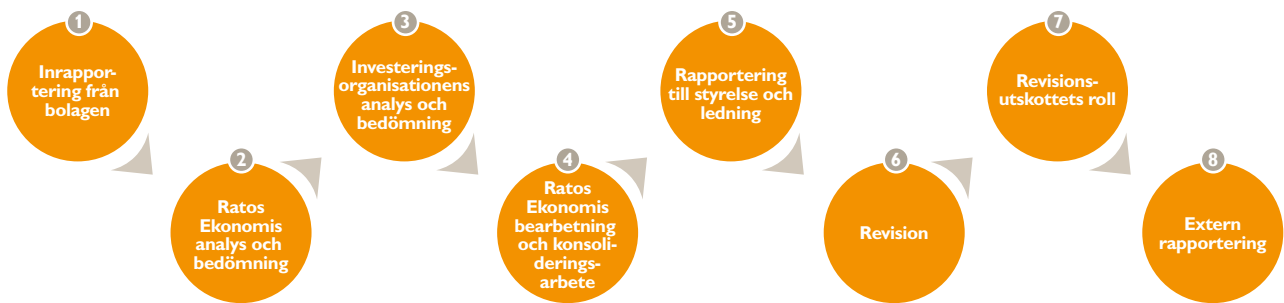 1
Inrappor-
tering från
bolagen
2
Ratos
Ekonomis
analys och
bedömning
3
Investerings-
organisationens
analys och
bedömning
4
Ratos
Ekonomis
bearbetning
och konsoli-
derings-
arbete
5
Rapportering
till styrelse och
ledning
6
Revision
7
Revisions-
utskottets roll
8
Extern
rapportering